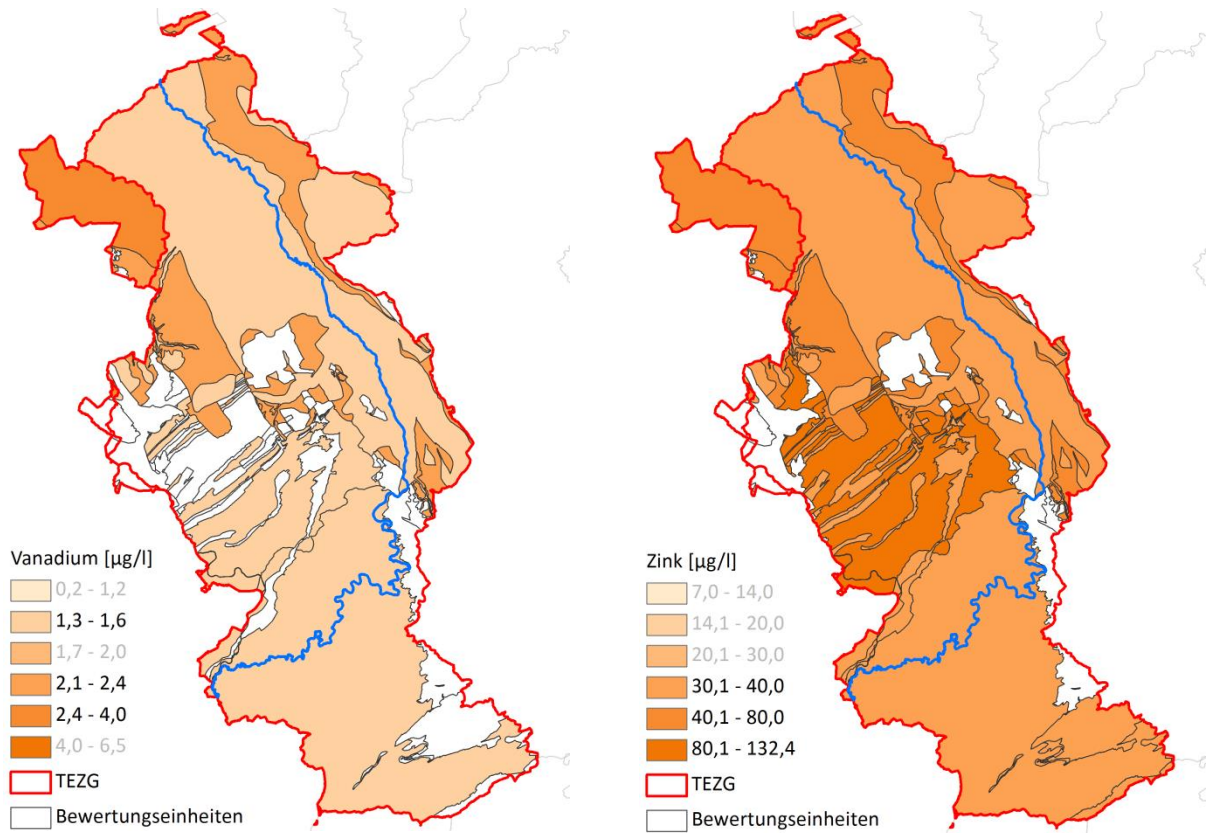 Vanadium [µg/l]
0,2 - 1,2
1,3 - 1,6
1,7 - 2,0
2,1 - 2,4
2,4 - 4,0
4,0 - 6,5
TEZG
Bewertungseinheiten
Zink [µg/l]
7,0 - 14,0
14,1 - 20,0
20,1 - 30,0
30,1 - 40,0
40,1 - 80,0
80,1 - 132,4
TEZG
Bewertungseinheiten